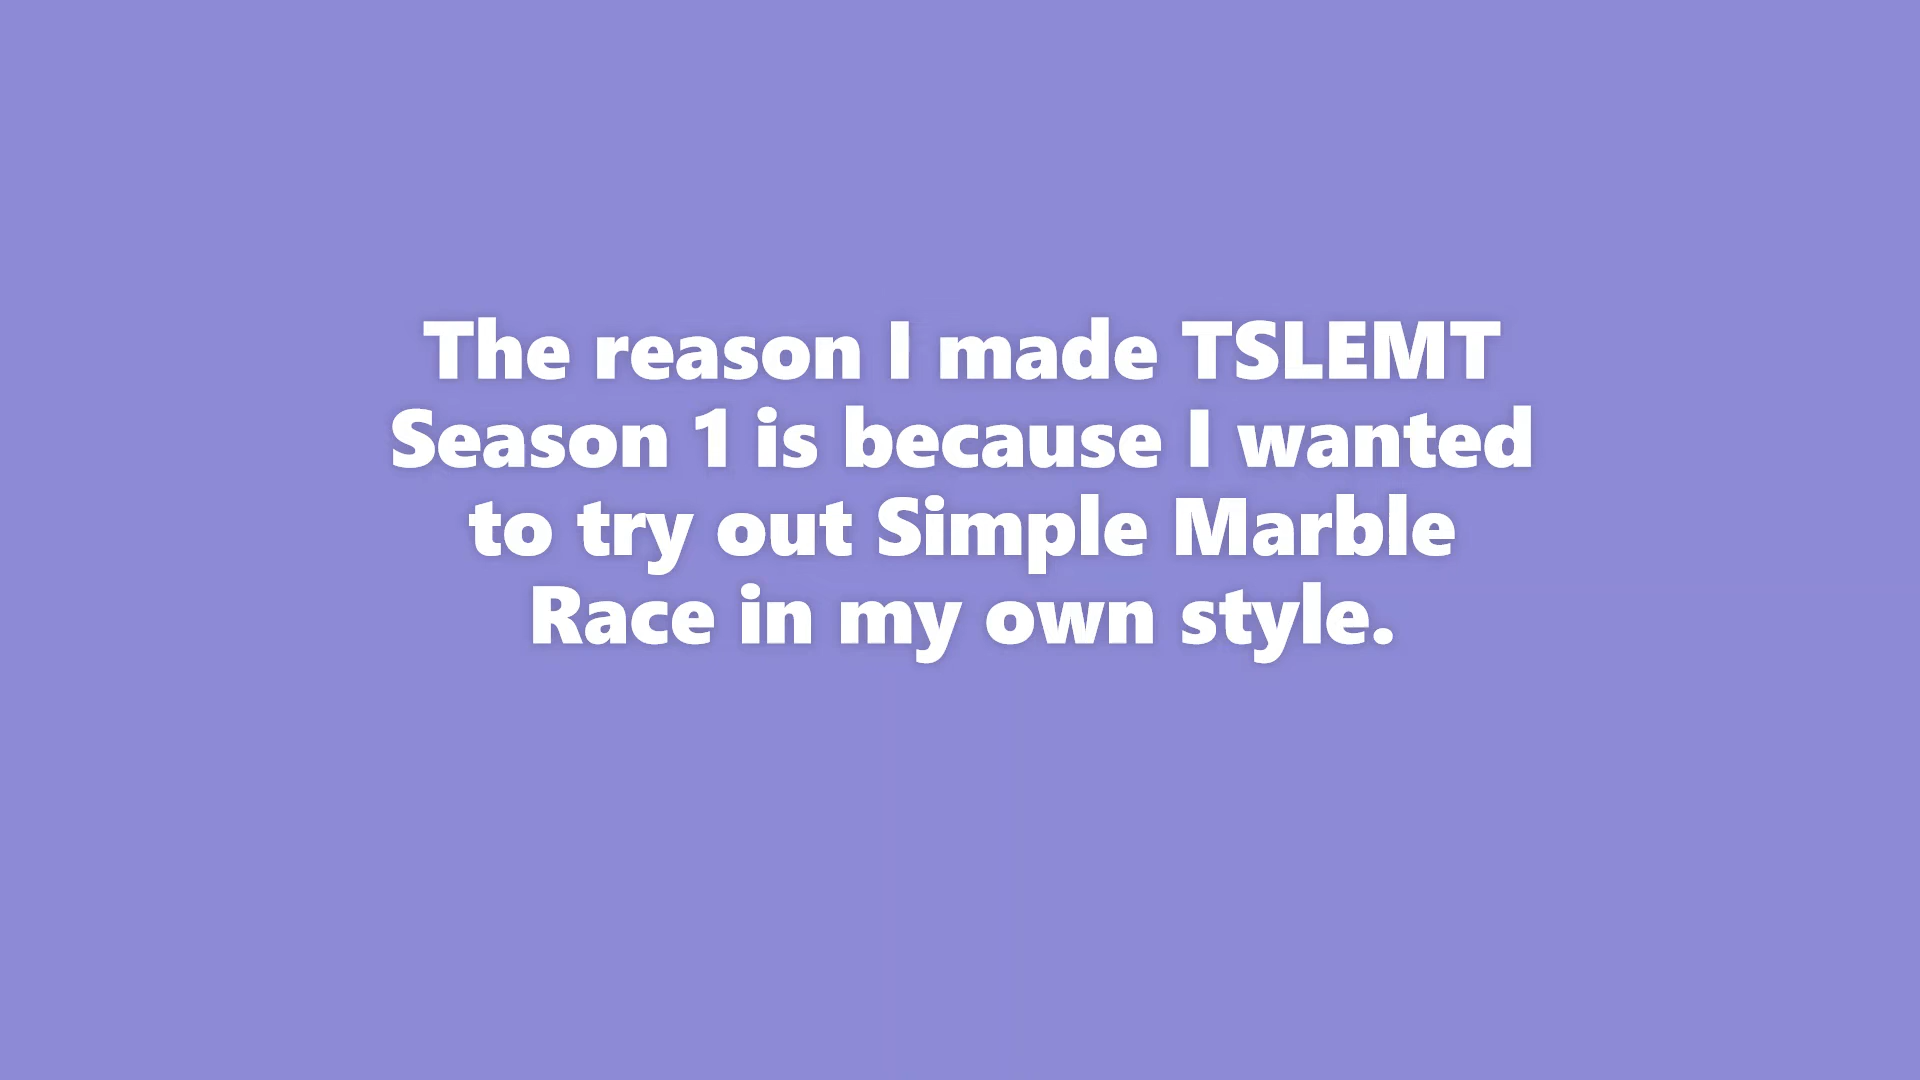 The reason I made TSLEMT
Season 1 is because I wanted
to try out Simple Marble
Race in my own style.